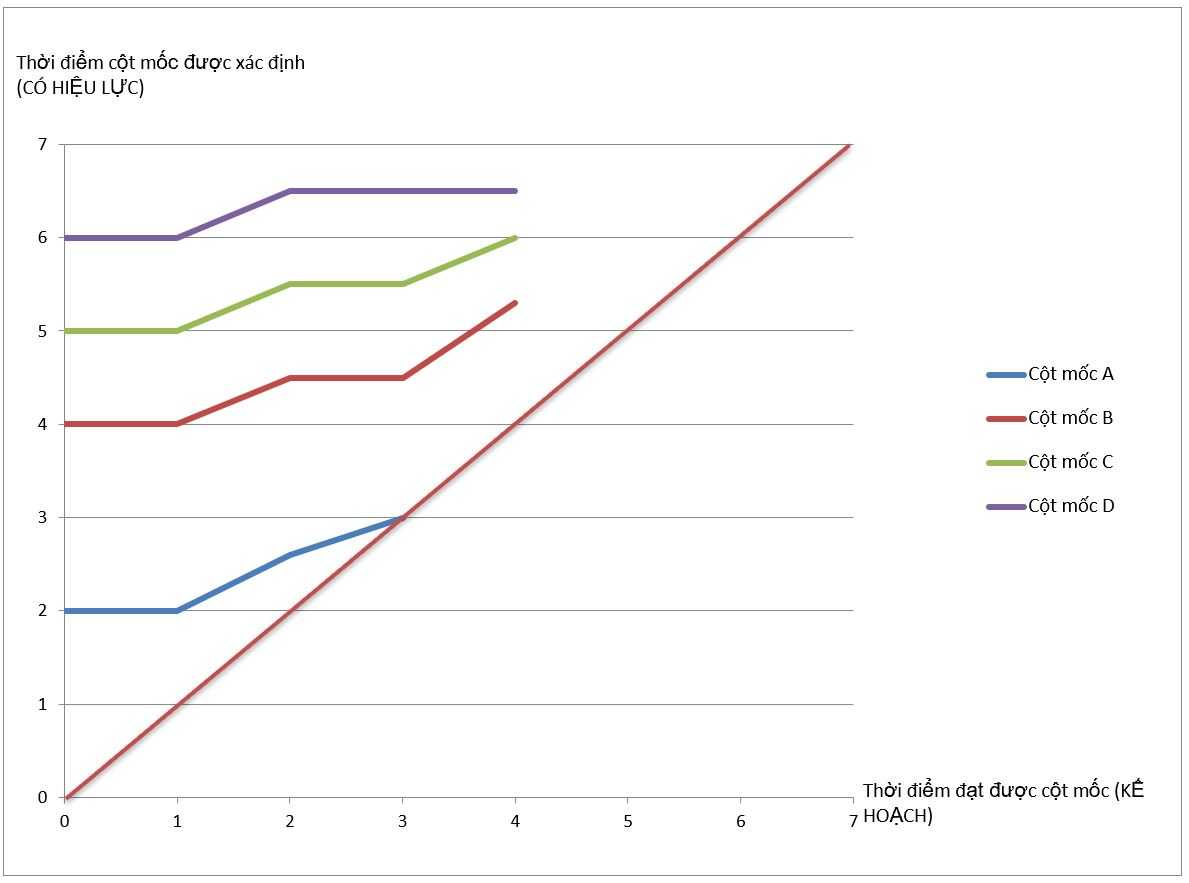 Thời điểm cột mốc được xác định
(CÓ HIỆU LỰC)
7
6
5
4
3
2
1
0
0 1 2 3 4 5 6 7
Thời điểm đạt được cột mốc (KẾ
HOẠCH)
Cột mốc A
Cột mốc B
Cột mốc C
Cột mốc D